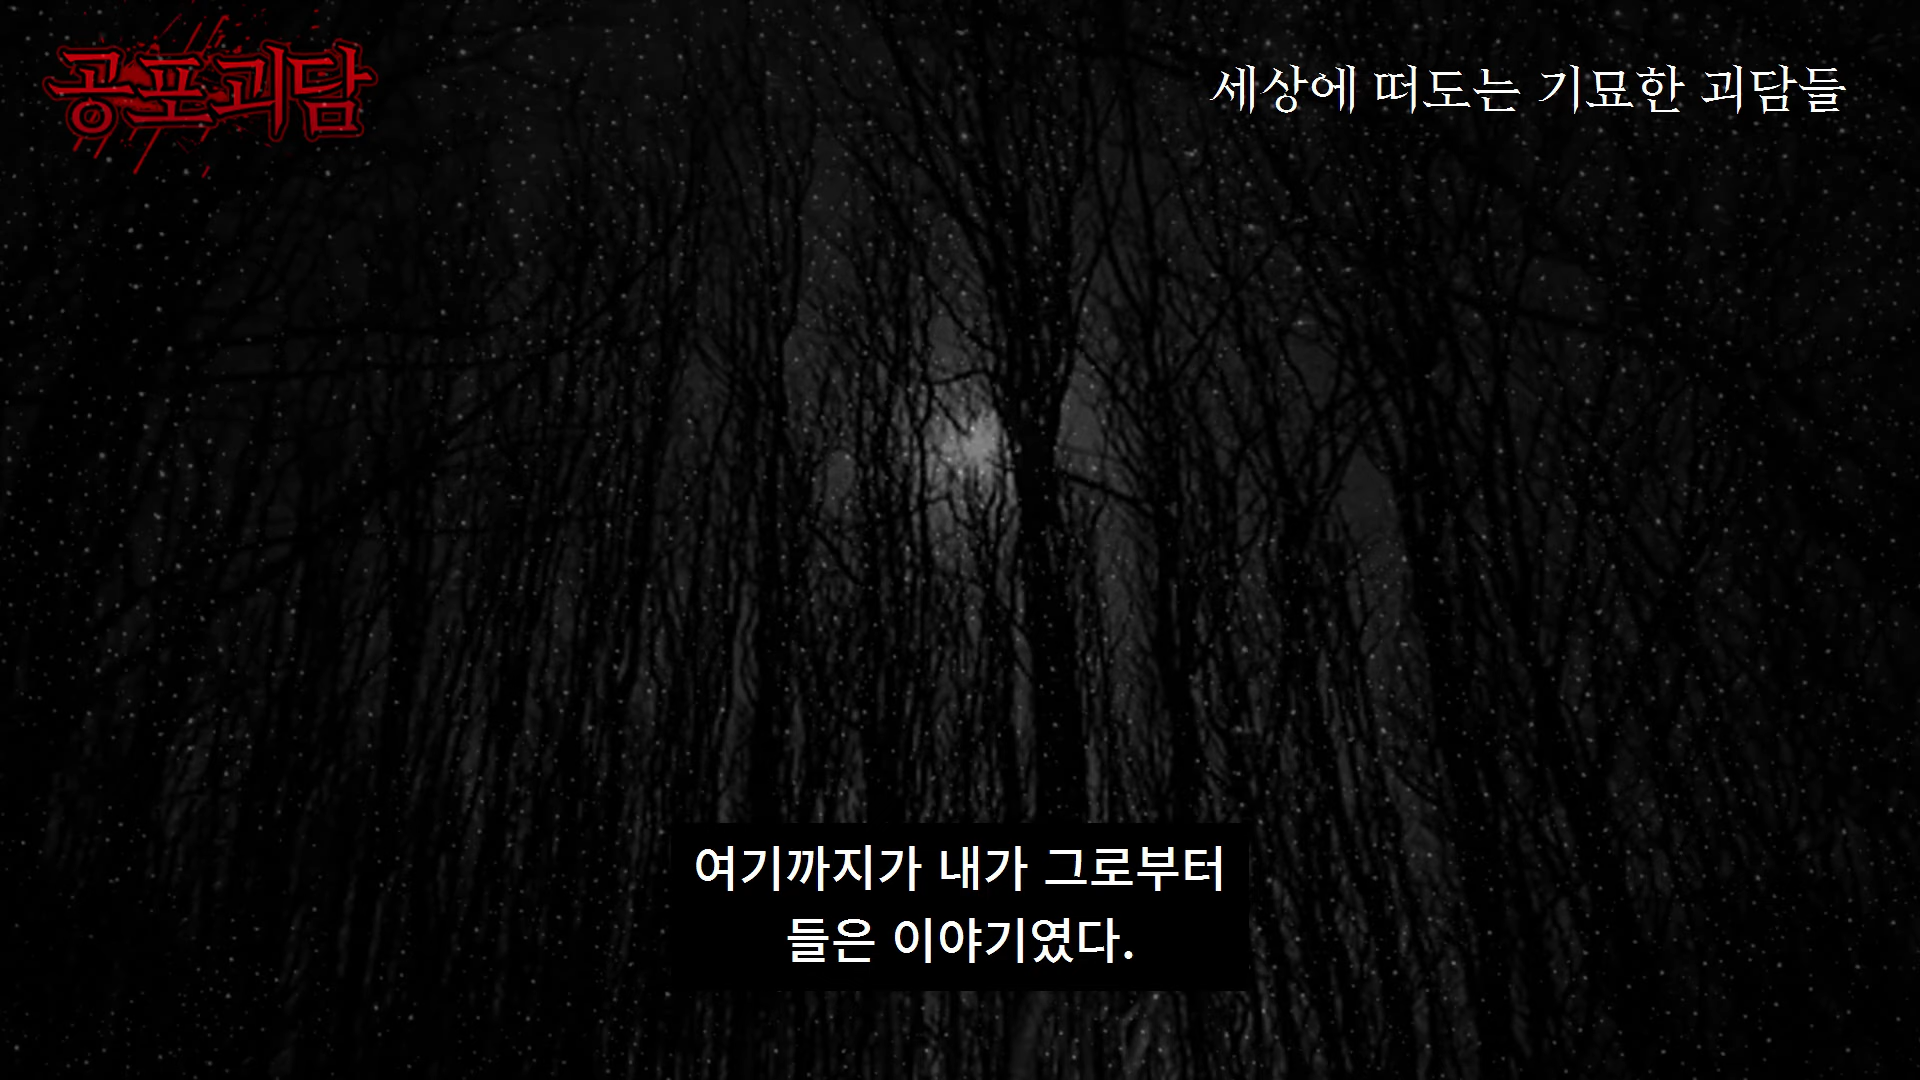 공포괴담
세상에 떠도는 기묘한 괴담들
여기까지가 내가 그로부터
들은 이야기였다.